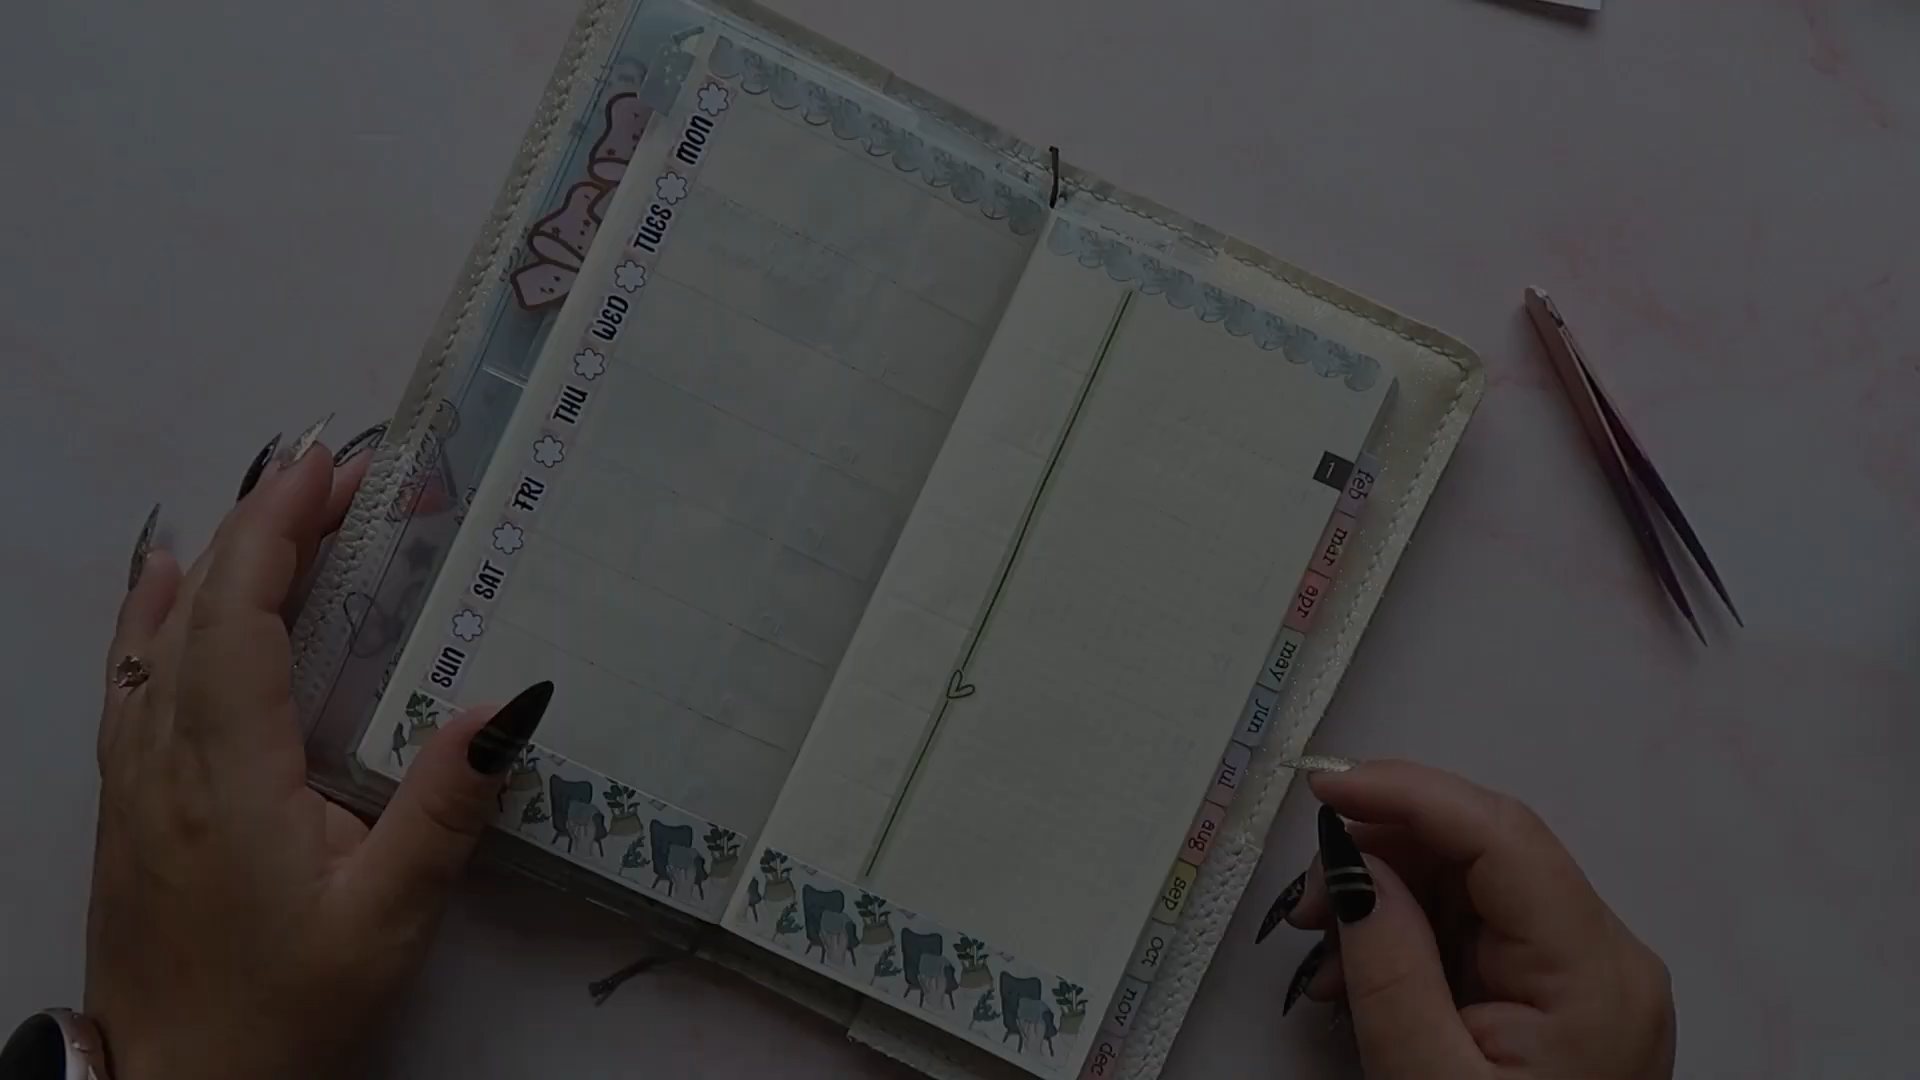 MON
TUES
WED
THU
FRI
SAT
SUN
1
feb
mar
apr
may
jun
jul
aug
sep
oct
nov
dec